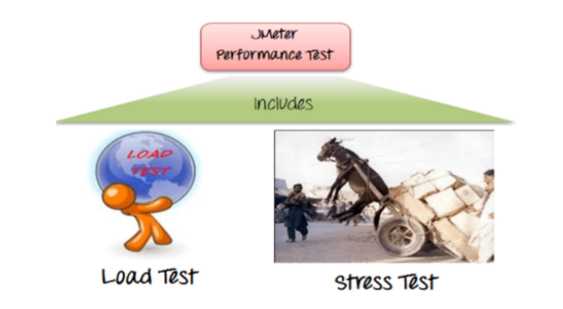 JMeter
Performance Test
includes
LOAD
TEST
Load Test
Stress Test